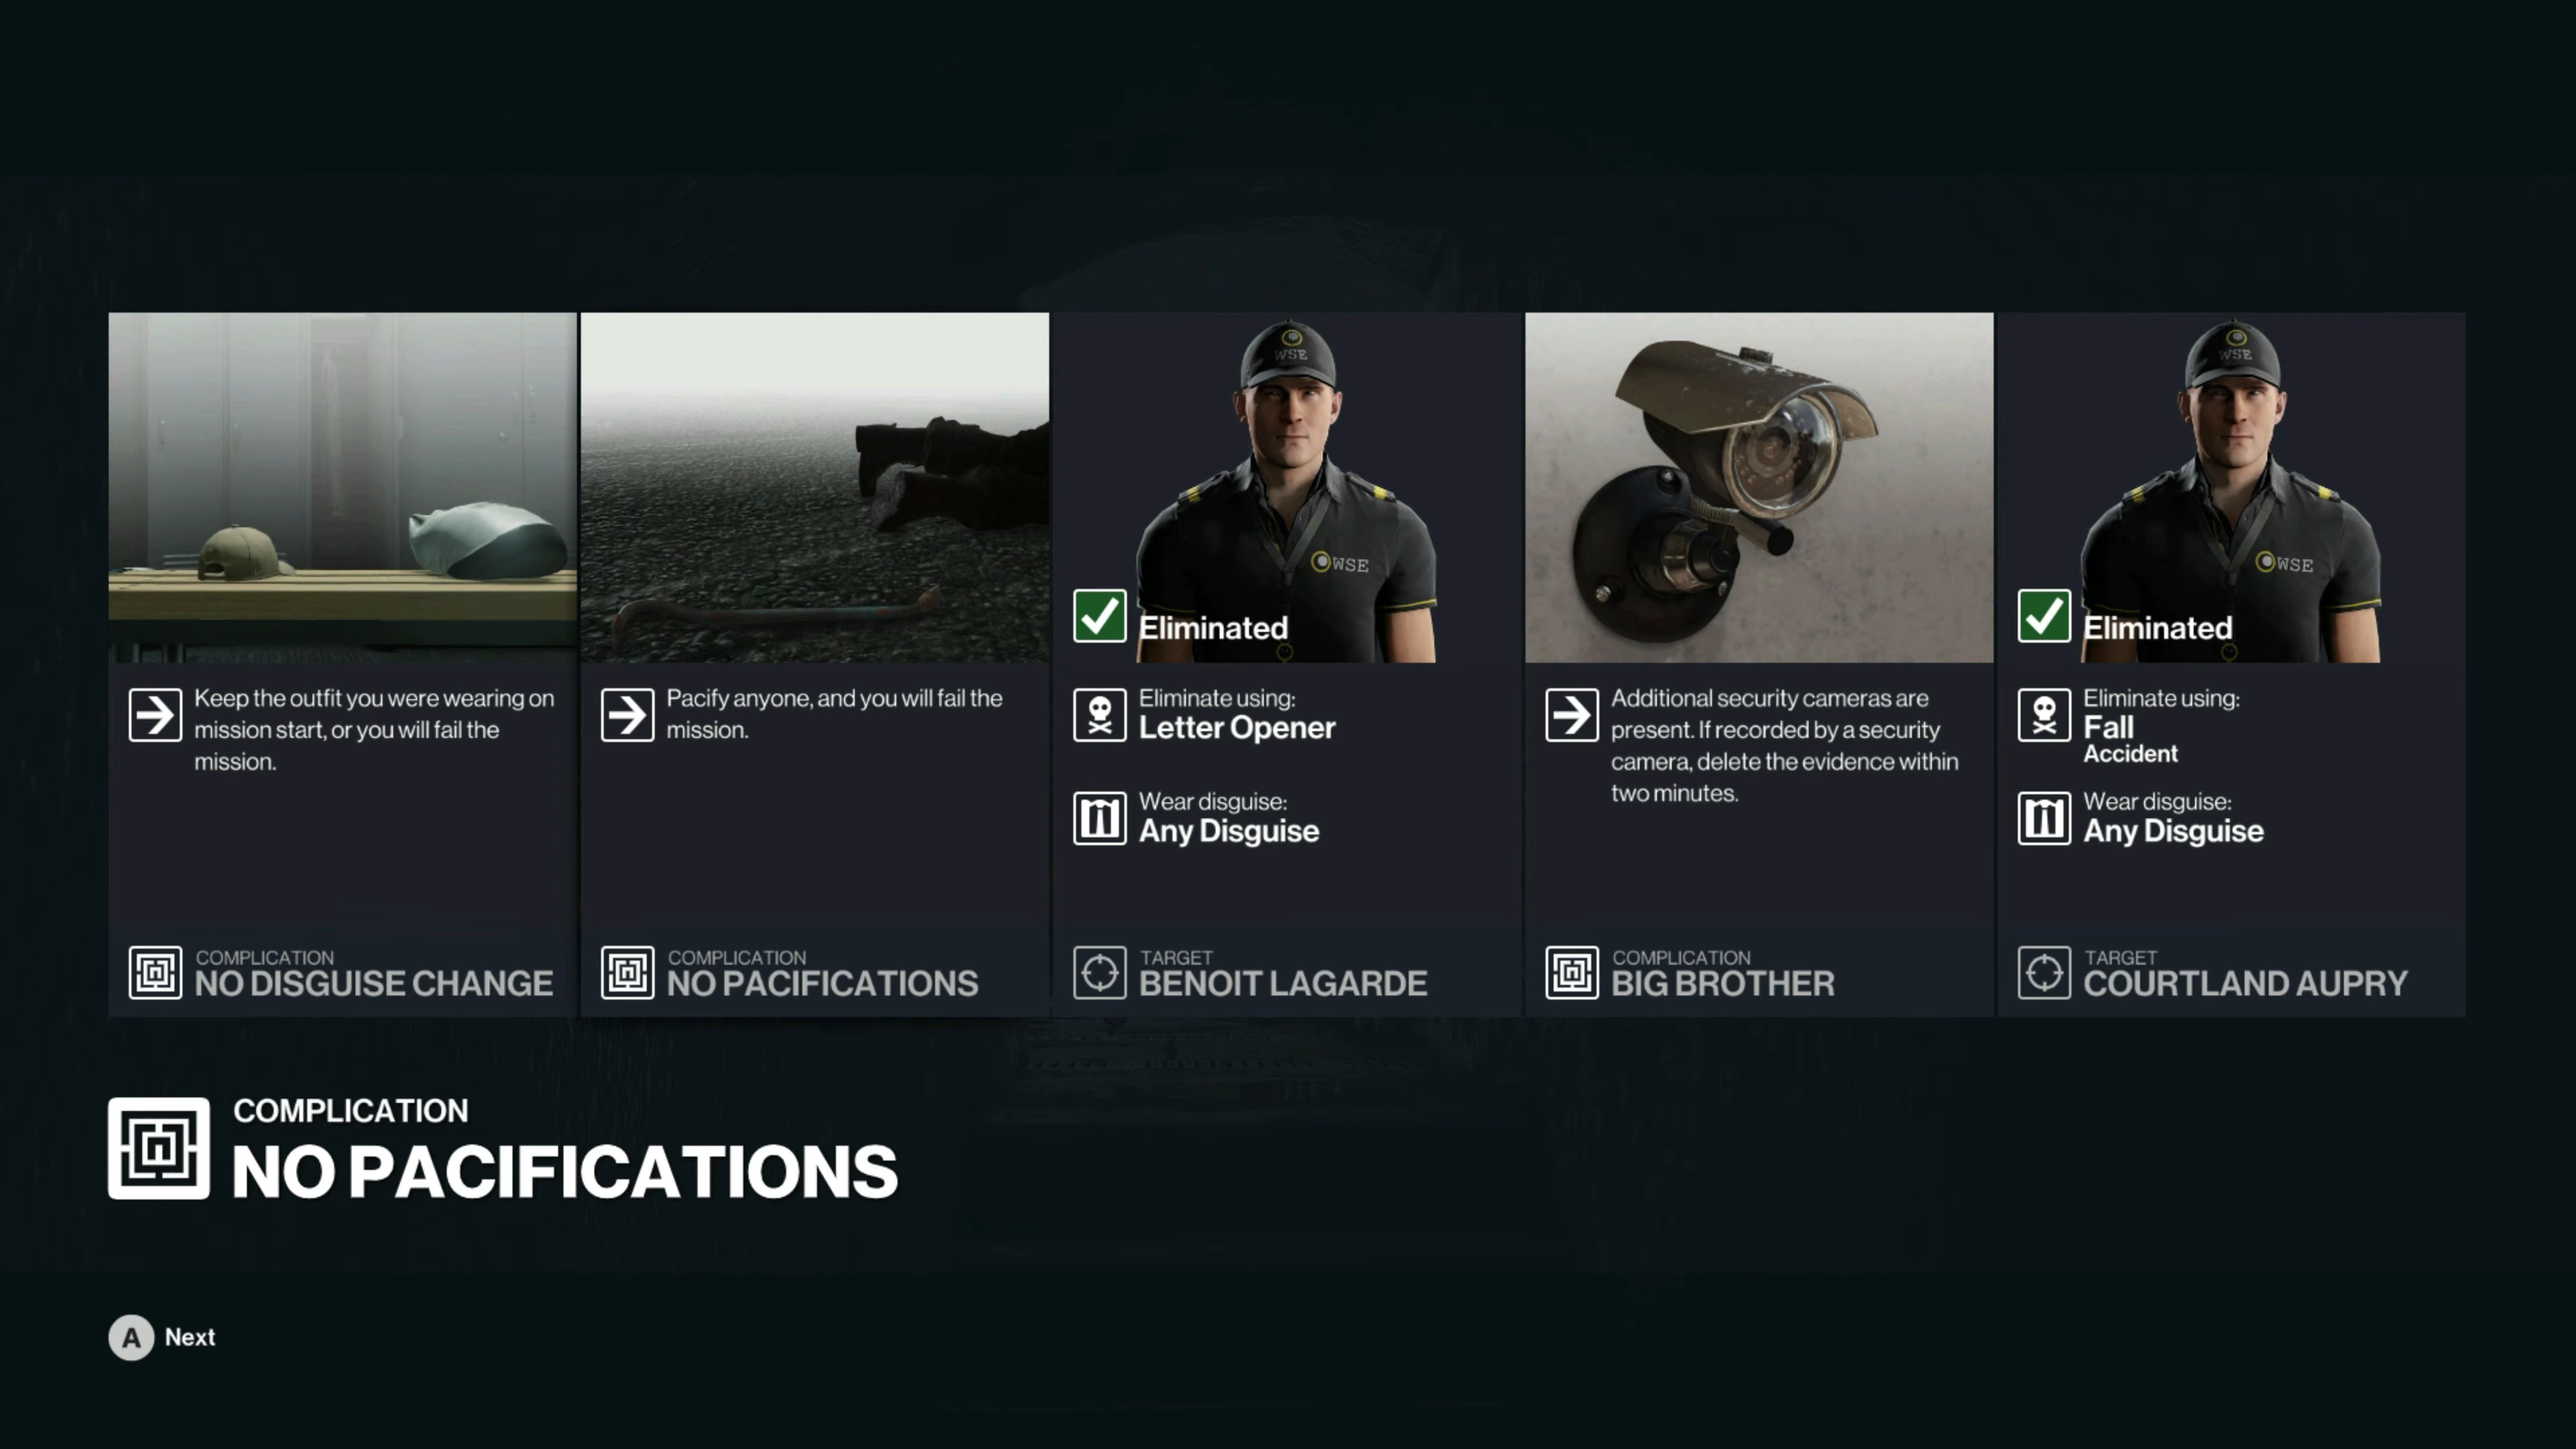 Keep the outfit you were wearing on
mission start, or you will fail the
mission.
COMPLICATION
NO DISGUISE CHANGE
Pacify anyone, and you will fail the
mission.
COMPLICATION
NO PACIFICATIONS
WSE
WSE
Eliminated
Eliminate using:
Letter Opener
Wear disguise:
Any Disguise
TARGET
BENOIT LAGARDE
Additional security cameras are
present. If recorded by a security
camera, delete the evidence within
two minutes.
COMPLICATION
BIG BROTHER
WSE
WSE
Eliminated
Eliminate using:
Fall
Accident
Wear disguise:
Any Disguise
TARGET
COURTLAND AUPRY
COMPLICATION
NO PACIFICATIONS
A Next